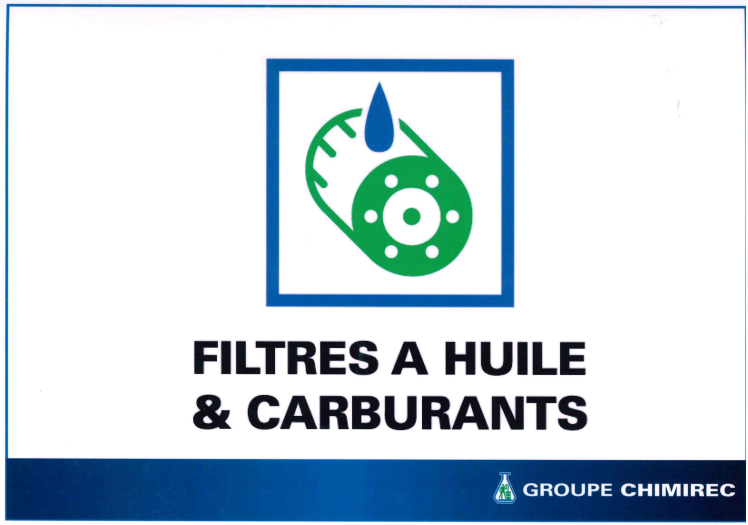 FILTRES A HUILE
& CARBURANTS
GROUPE CHIMIREC